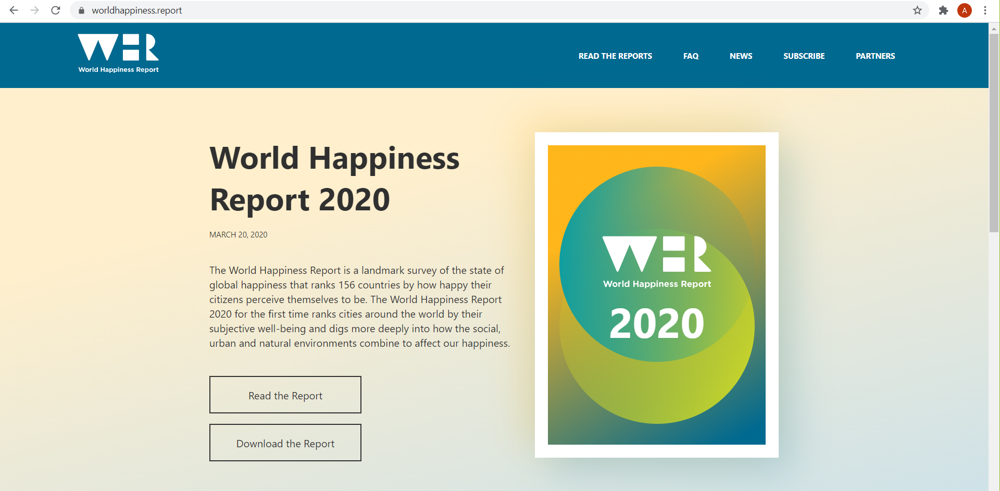 worldhappiness.report
A
WHR
World Happiness Report
READ THE REPORTS FAQ NEWS SUBSCRIBE PARTNERS
World Happiness
Report 2020
MARCH 20, 2020
The World Happiness Report is a landmark survey of the state of
global happiness that ranks 156 countries by how happy their
citizens perceive themselves to be. The World Happiness Report
2020 for the first time ranks cities around the world by their
subjective well-being and digs more deeply into how the social,
urban and natural environments combine to affect our happiness.
Read the Report
Download the Report
WHR
World Happiness Report
2020